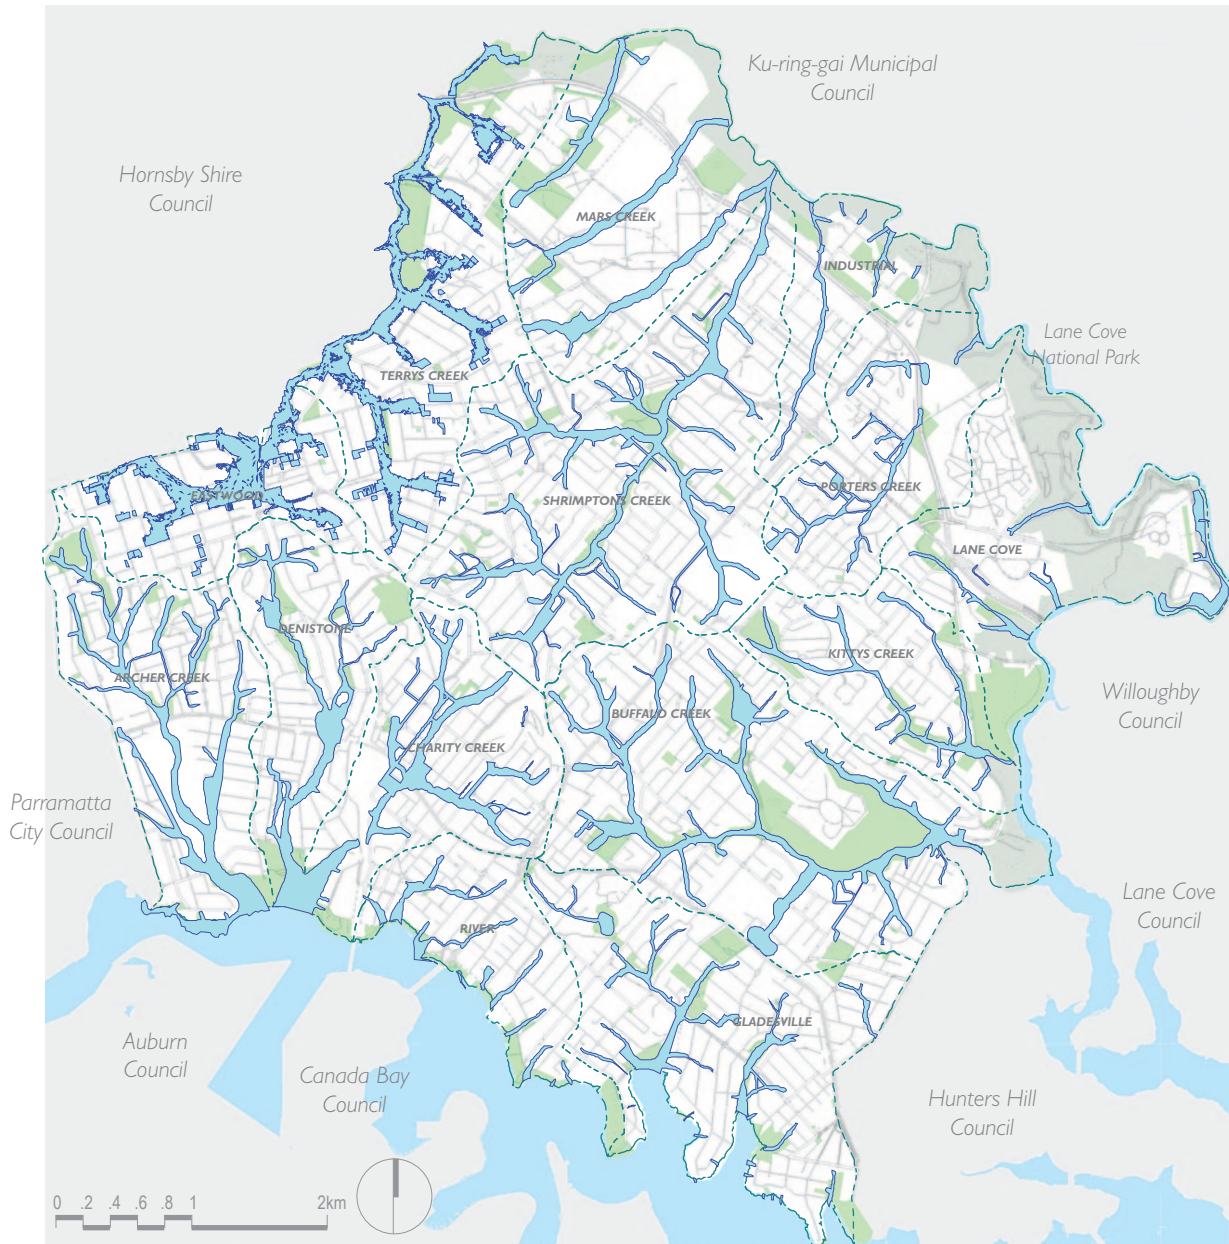 Ku-ring-gai Municipal
Council
Hornsby Shire
Council
MARS CREEK
INDUSTRIAL
Lane Cove
National Park
TERRYS CREEK
EASTWOOD
SHRIMPTONS CREEK
PORTERS CREEK
LANE COVE
DENISTONE
KITTYS CREEK
ARCHER CREEK
Willoughby
Council
BUFFALO CREEK
CHARITY CREEK
Parramatta
City Council
Lane Cove
Council
RIVER
GLADESVILLE
Auburn
Council
Canada Bay
Council
Hunters Hill
Council
0 .2 .4 .6 .8 1 2km